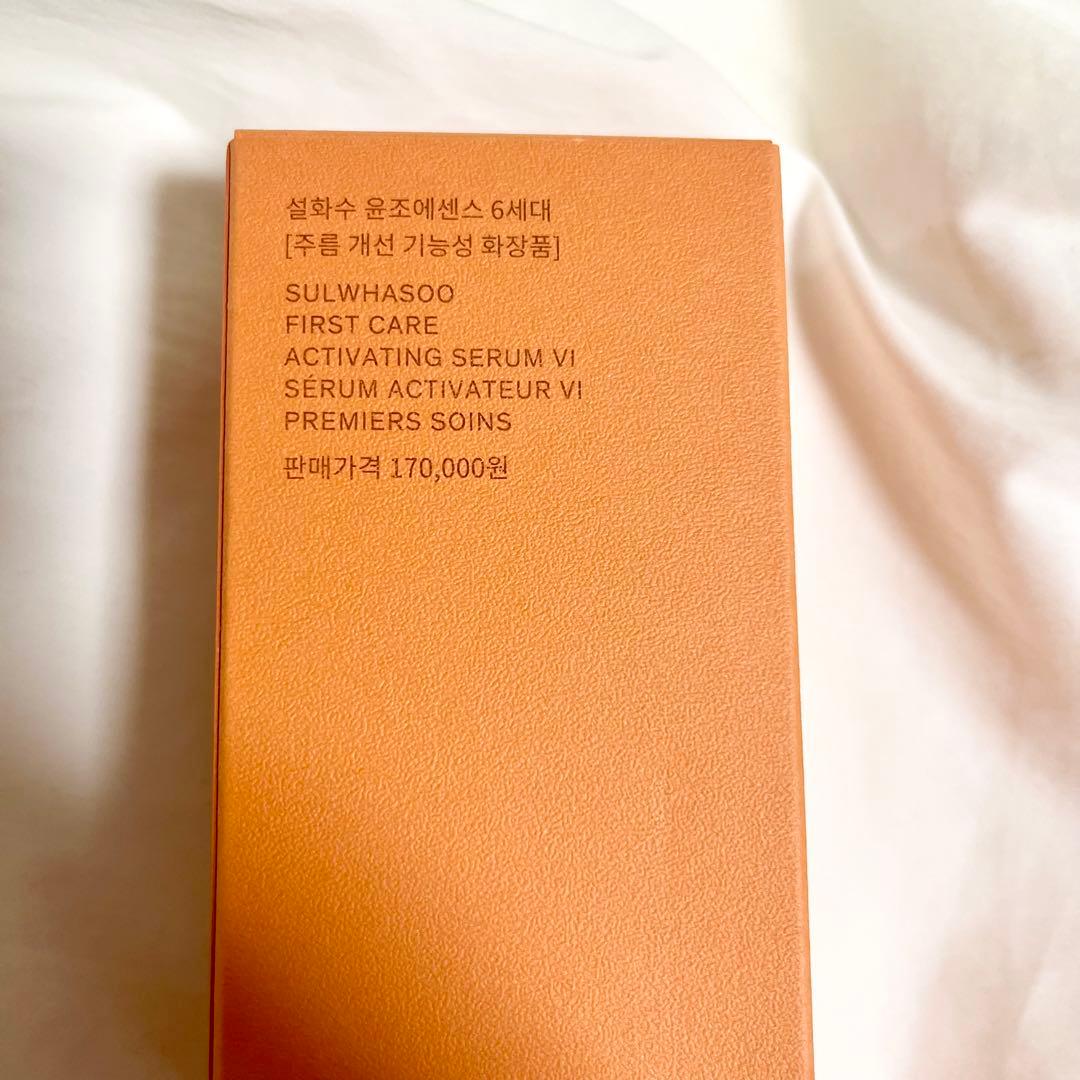 설화수 윤조에센스 6세대
[주름 개선 기능성 화장품]
SULWHASOO
FIRST CARE
ACTIVATING SERUM VI
SÉRUM ACTIVATEUR VI
PREMIERS SOINS
판매가격 170,000원